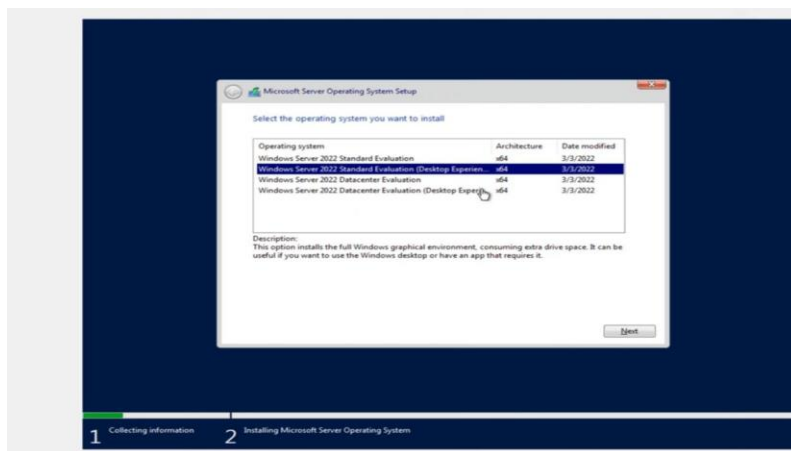 Microsoft Server Operating System Setup
Select the operating system you want to install
Operating system Architecture Date modified
Windows Server 2022 Standard Evaluation x64 3/3/2022
Windows Server 2022 Standard Evaluation (Desktop Experien... x64 3/3/2022
Windows Server 2022 Datacenter Evaluation x64 3/3/2022
Windows Server 2022 Datacenter Evaluation (Desktop Experi... x64 3/3/2022
Description:
This option installs the full Windows graphical environment, consuming extra drive space. It can be
useful if you want to use the Windows desktop or have an app that requires it.
Next
1 Collecting information 2 Installing Microsoft Server Operating System